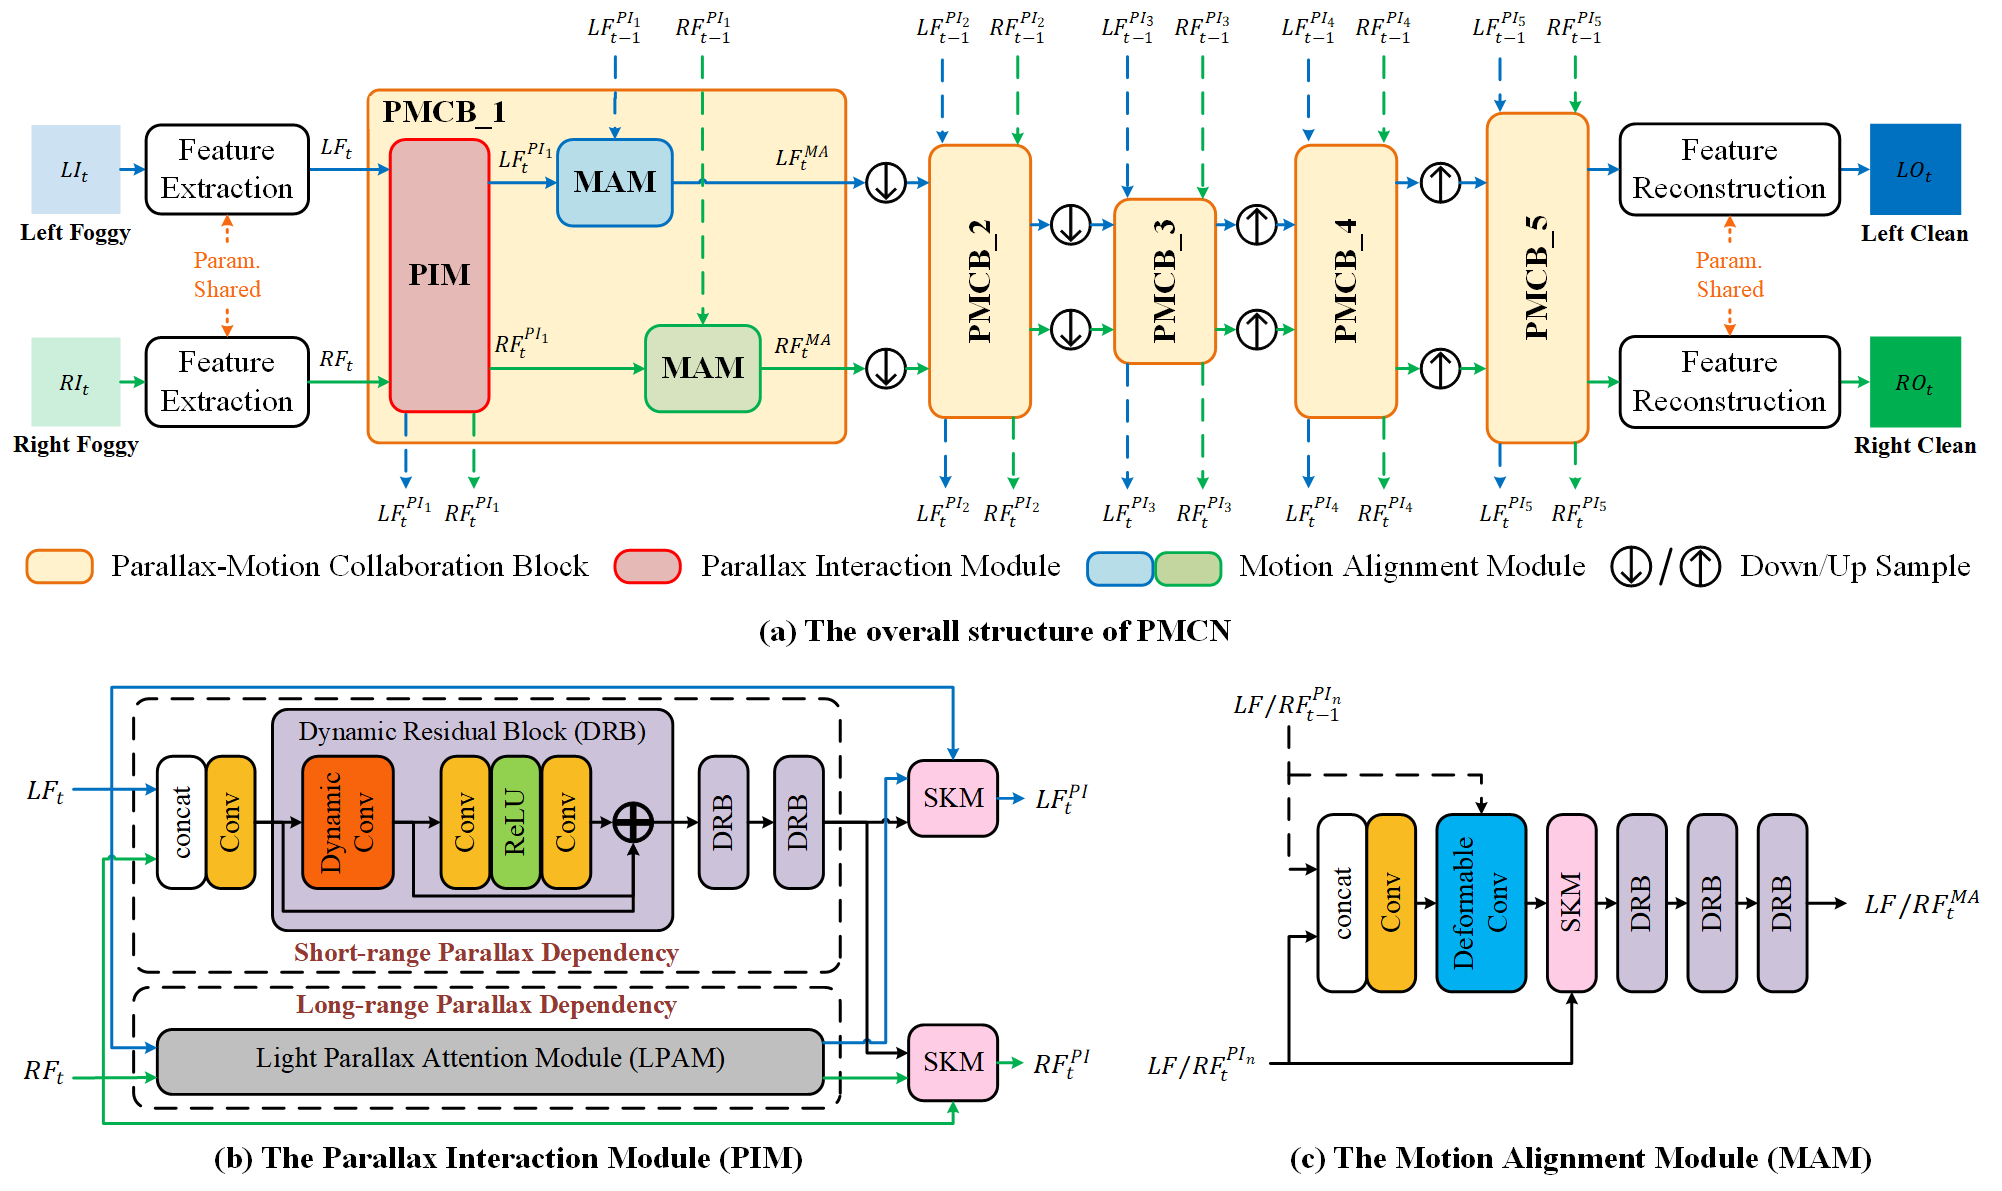 LF_{t-1}^{PI_1} RF_{t-1}^{PI_1} LF_{t-1}^{PI_2} RF_{t-1}^{PI_2} LF_{t-1}^{PI_3} RF_{t-1}^{PI_3} LF_{t-1}^{PI_4} RF_{t-1}^{PI_4} LF_{t-1}^{PI_5} RF_{t-1}^{PI_5}
LI_t
Left Foggy
Feature
Extraction
LF_t
Param.
Shared
RI_t
Right Foggy
Feature
Extraction
RF_t
PMCB_1
PIM
LF_t^{PI_1}
MAM
LF_t^{MA}
RF_t^{PI_1}
MAM
RF_t^{MA}
PMCB_2
PMCB_3
PMCB_4
PMCB_5
Feature
Reconstruction
LO_t
Left Clean
Param.
Shared
Feature
Reconstruction
RO_t
Right Clean
LF_t^{PI_1} RF_t^{PI_1} LF_t^{PI_2} RF_t^{PI_2} LF_t^{PI_3} RF_t^{PI_3} LF_t^{PI_4} RF_t^{PI_4} LF_t^{PI_5} RF_t^{PI_5}
Parallax-Motion Collaboration Block Parallax Interaction Module Motion Alignment Module / Down/Up Sample
(a) The overall structure of PMCN
LF_t
RF_t
concat
Conv
Dynamic Residual Block (DRB)
Dynamic
Conv
Conv
ReLU
Conv
DRB
DRB
Short-range Parallax Dependency
Long-range Parallax Dependency
Light Parallax Attention Module (LPAM)
SKM
LF_t^{PI}
SKM
RF_t^{PI}
(b) The Parallax Interaction Module (PIM)
LF/RF_{t-1}^{PI_n}
concat
Conv
Deformable
Conv
SKM
DRB
DRB
DRB
LF/RF_t^{MA}
LF/RF_t^{PI_n}
(c) The Motion Alignment Module (MAM)